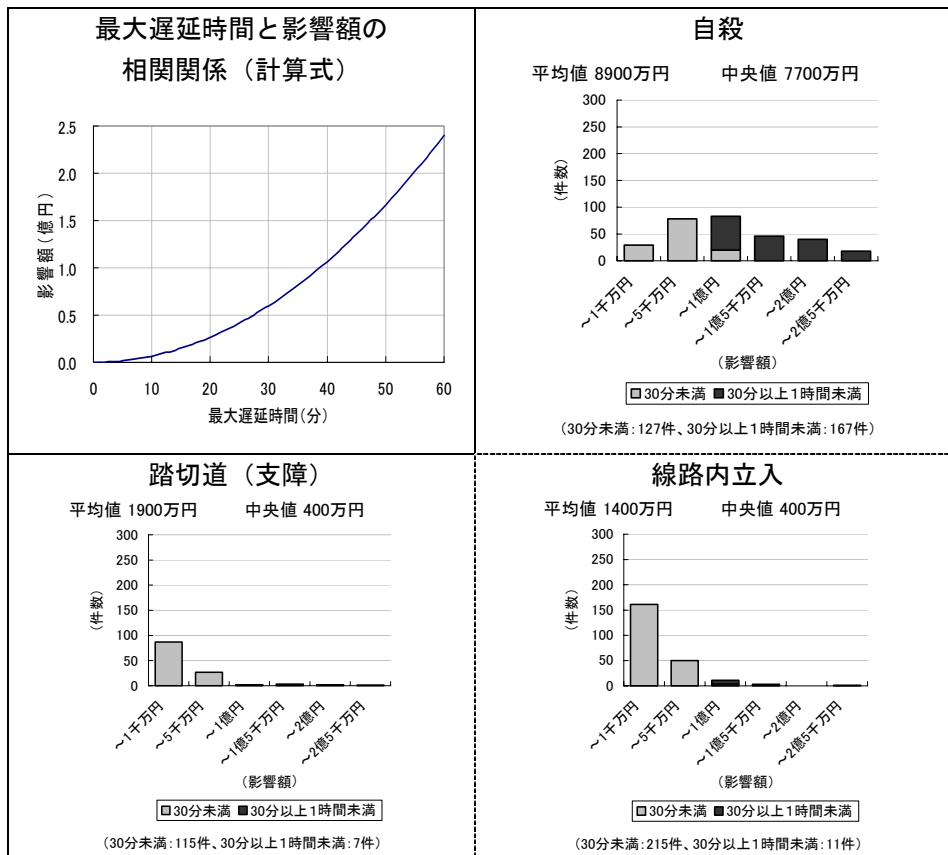 最大遅延時間と影響額の
相関関係（計算式）
影響額(億円)
2.5
2.0
1.5
1.0
0.5
0.0
0 10 20 30 40 50 60
最大遅延時間(分)
自殺
平均値 8900万円 中央値 7700万円
(件数)
300
250
200
150
100
50
0
～1千万円 ～5千万円 ～1億円 ～1億5千万円 ～2億円 ～2億5千万円
(影響額)
30分未満 30分以上1時間未満
(30分未満:127件、30分以上1時間未満:167件)
踏切道（支障）
平均値 1900万円 中央値 400万円
(件数)
300
250
200
150
100
50
0
～1千万円 ～5千万円 ～1億円 ～1億5千万円 ～2億円 ～2億5千万円
(影響額)
30分未満 30分以上1時間未満
(30分未満:115件、30分以上1時間未満:7件)
線路内立入
平均値 1400万円 中央値 400万円
(件数)
300
250
200
150
100
50
0
～1千万円 ～5千万円 ～1億円 ～1億5千万円 ～2億円 ～2億5千万円
(影響額)
30分未満 30分以上1時間未満
(30分未満:215件、30分以上1時間未満:11件)